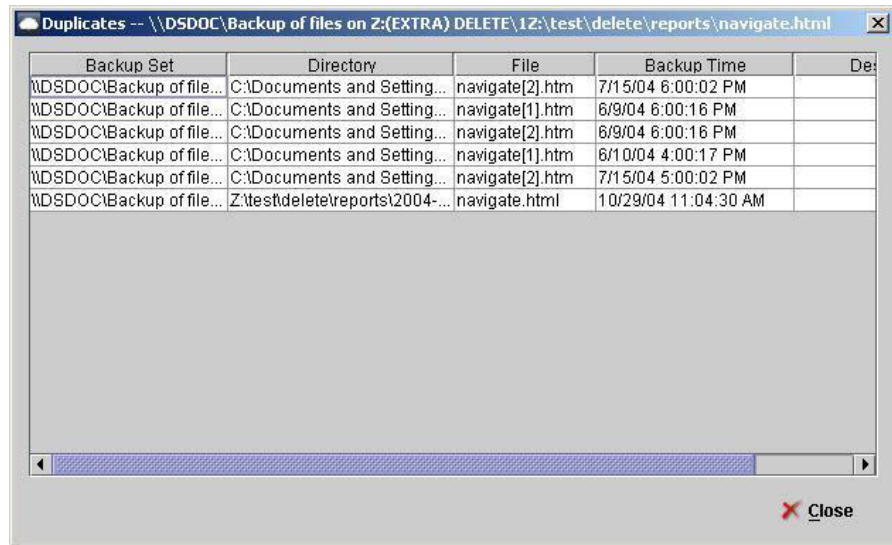 Duplicates -- \\DSDOC\Backup of files on Z:(EXTRA) DELETE\1Z:\test\delete\reports\navigate.html
Backup Set Directory File Backup Time Des
\\DSDOC\Backup of file... C:\Documents and Setting... navigate[2].htm 7/15/04 6:00:02 PM
\\DSDOC\Backup of file... C:\Documents and Setting... navigate[1].htm 6/9/04 6:00:16 PM
\\DSDOC\Backup of file... C:\Documents and Setting... navigate[2].htm 6/9/04 6:00:16 PM
\\DSDOC\Backup of file... C:\Documents and Setting... navigate[1].htm 6/10/04 4:00:17 PM
\\DSDOC\Backup of file... C:\Documents and Setting... navigate[2].htm 7/15/04 5:00:02 PM
\\DSDOC\Backup of file... Z:\test\delete\reports\2004-... navigate.html 10/29/04 11:04:30 AM
Close